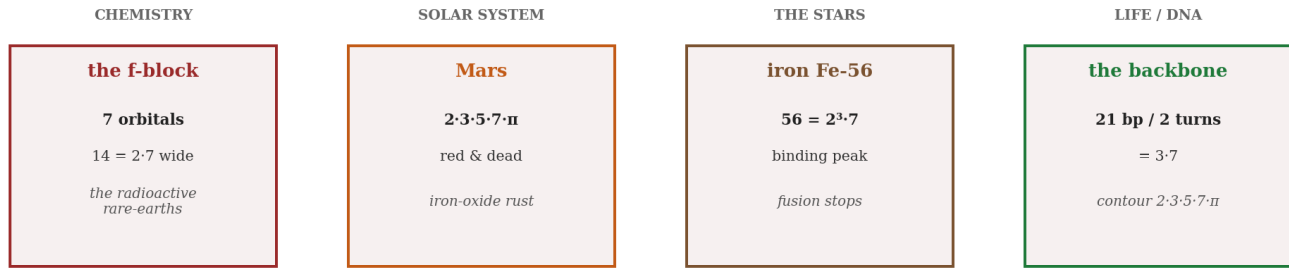 CHEMISTRY
the f-block
7 orbitals
14 = 2·7 wide
the radioactive
rare-earths
SOLAR SYSTEM
Mars
2·3·5·7·π
red & dead
iron-oxide rust
THE STARS
iron Fe-56
56 = 2³·7
binding peak
fusion stops
LIFE / DNA
the backbone
21 bp / 2 turns
= 3·7
contour 2·3·5·7·π